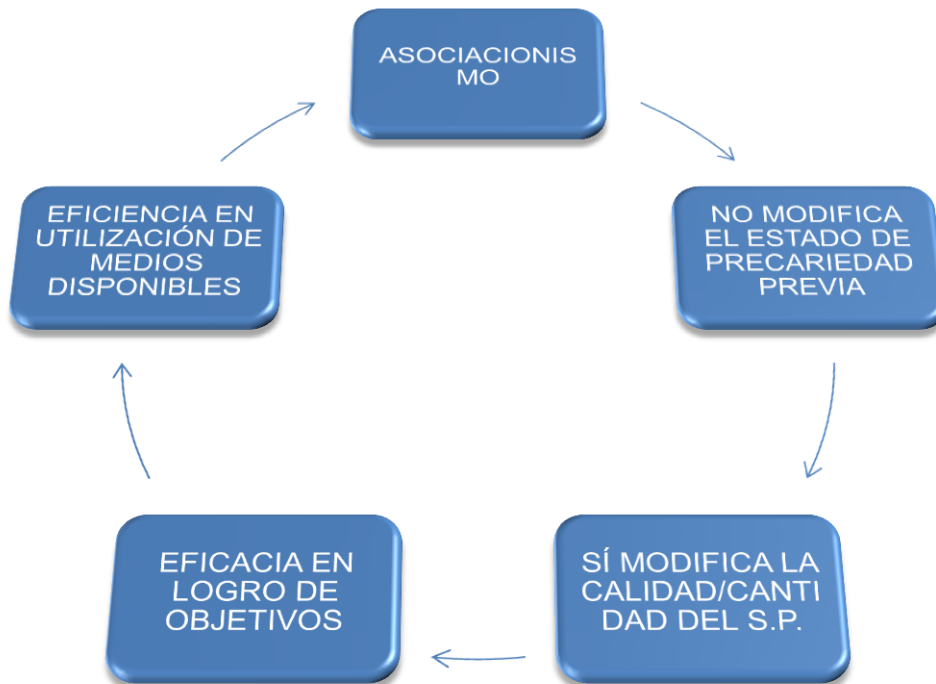 ASOCIACIONIS
MO
NO MODIFICA
EL ESTADO DE
PRECARIEDAD
PREVIA
SÍ MODIFICA LA
CALIDAD/CANTI
DAD DEL S.P.
EFICACIA EN
LOGRO DE
OBJETIVOS
EFICIENCIA EN
UTILIZACIÓN DE
MEDIOS
DISPONIBLES